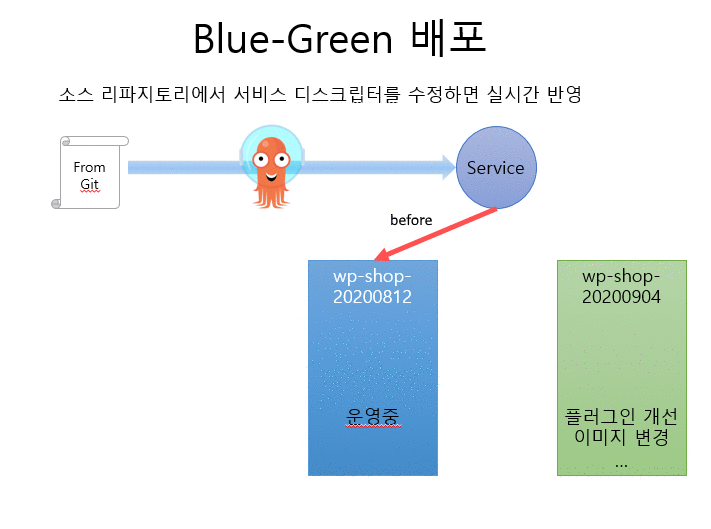 Blue-Green 배포
소스 리파지토리에서 서비스 디스크립터를 수정하면 실시간 반영
From
Git
Service
before
wp-shop-
20200812
운영중
wp-shop-
20200904
플러그인 개선
이미지 변경
...